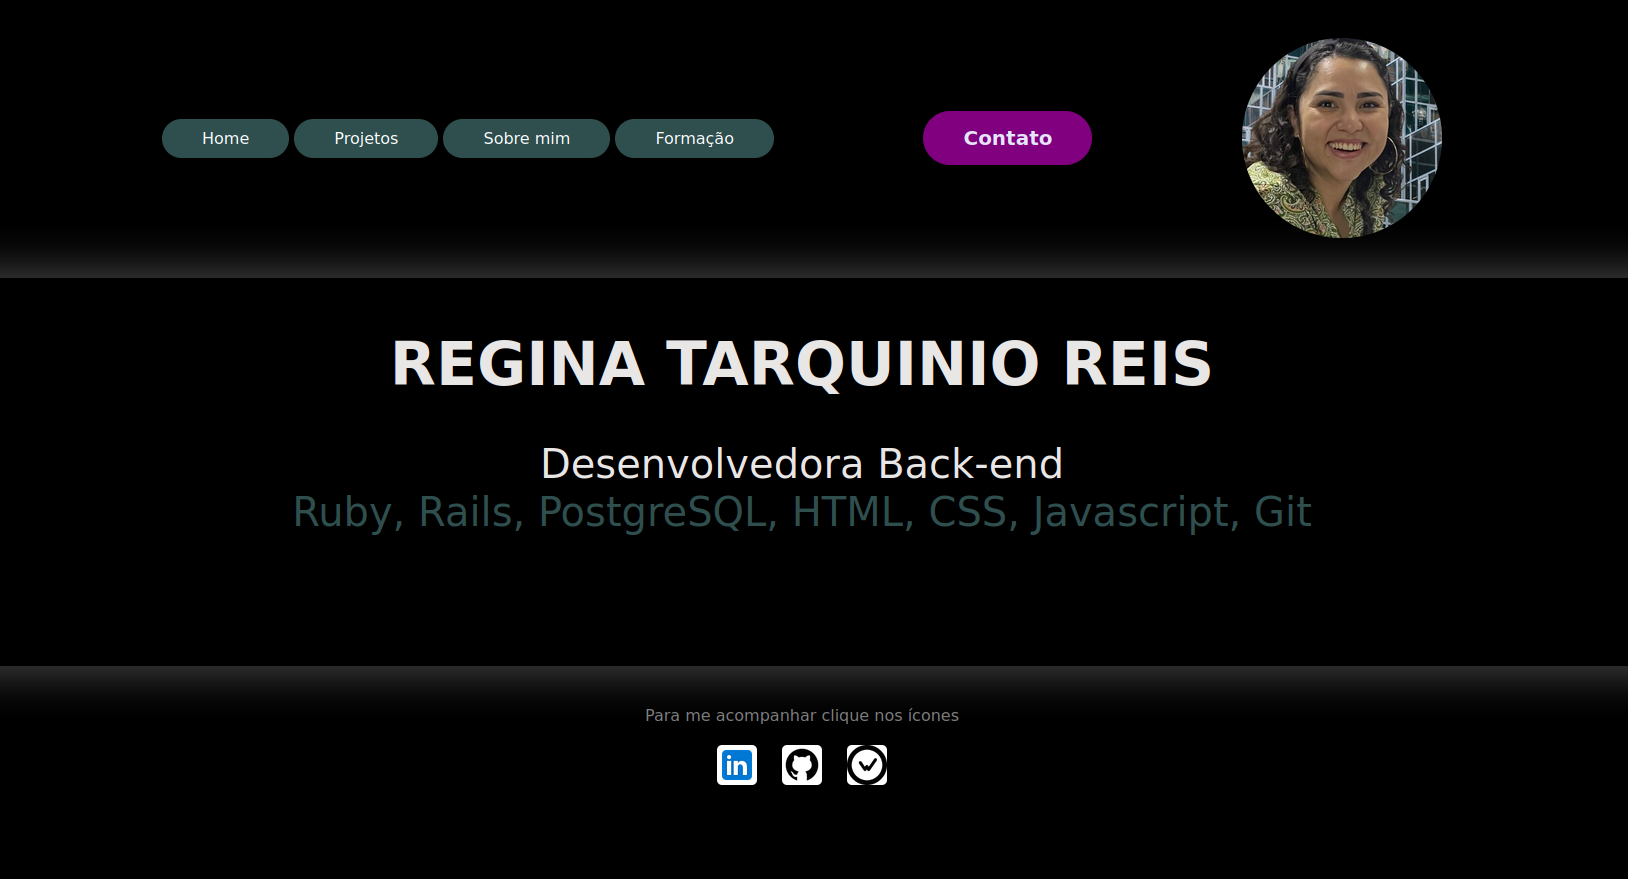 Home
Projetos
Sobre mim
Formação
Contato
REGINA TARQUINIO REIS
Desenvolvedora Back-end
Ruby, Rails, PostgreSQL, HTML, CSS, Javascript, Git
Para me acompanhar clique nos ícones
in